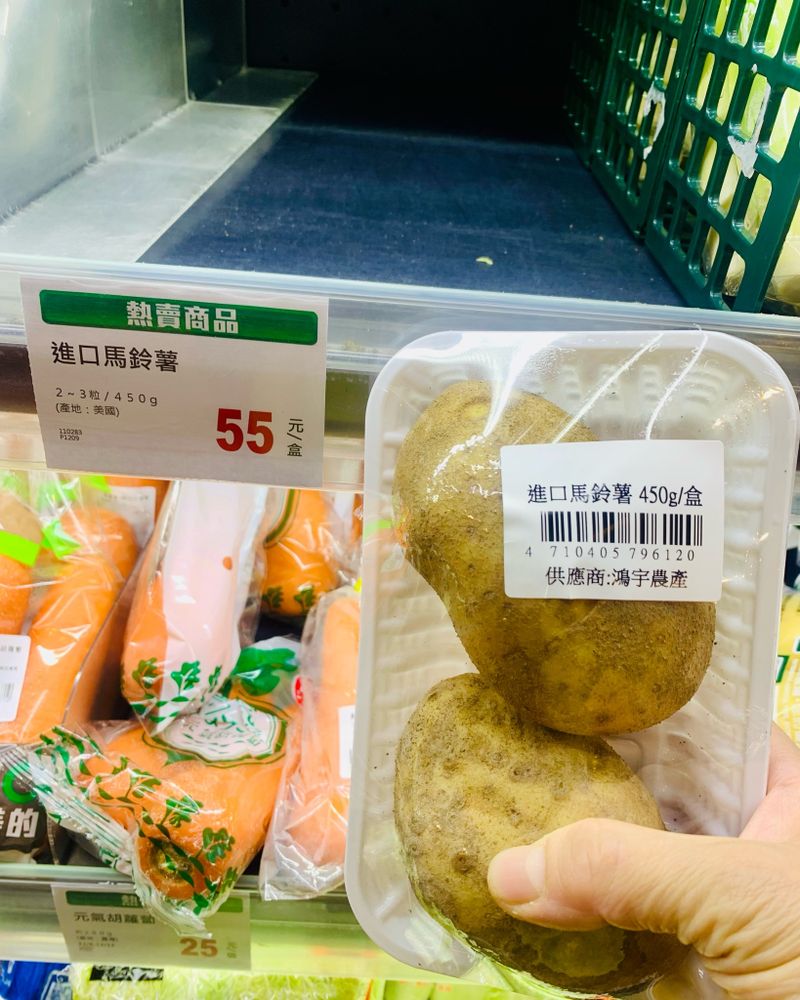 熱賣商品
進口馬鈴薯
2~3粒/450g
(產地:美國)
110283
P1209
55
元/盒
進口馬鈴薯 450g/盒
4 710405 796120
供應商:鴻宇農產
的
元氣胡蘿蔔
25